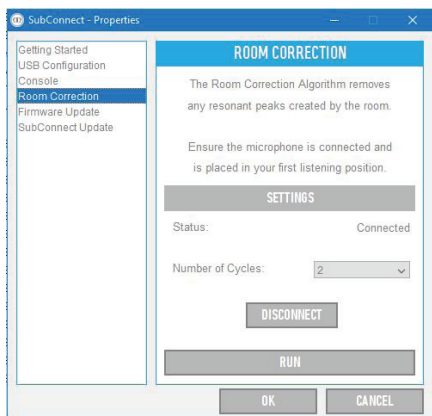 SubConnect - Properties
Getting Started
USB Configuration
Console
Room Correction
Firmware Update
SubConnect Update
ROOM CORRECTION
The Room Correction Algorithm removes
any resonant peaks created by the room.
Ensure the microphone is connected and
is placed in your first listening position.
SETTINGS
Status: Connected
Number of Cycles: 2
DISCONNECT
RUN
OK CANCEL